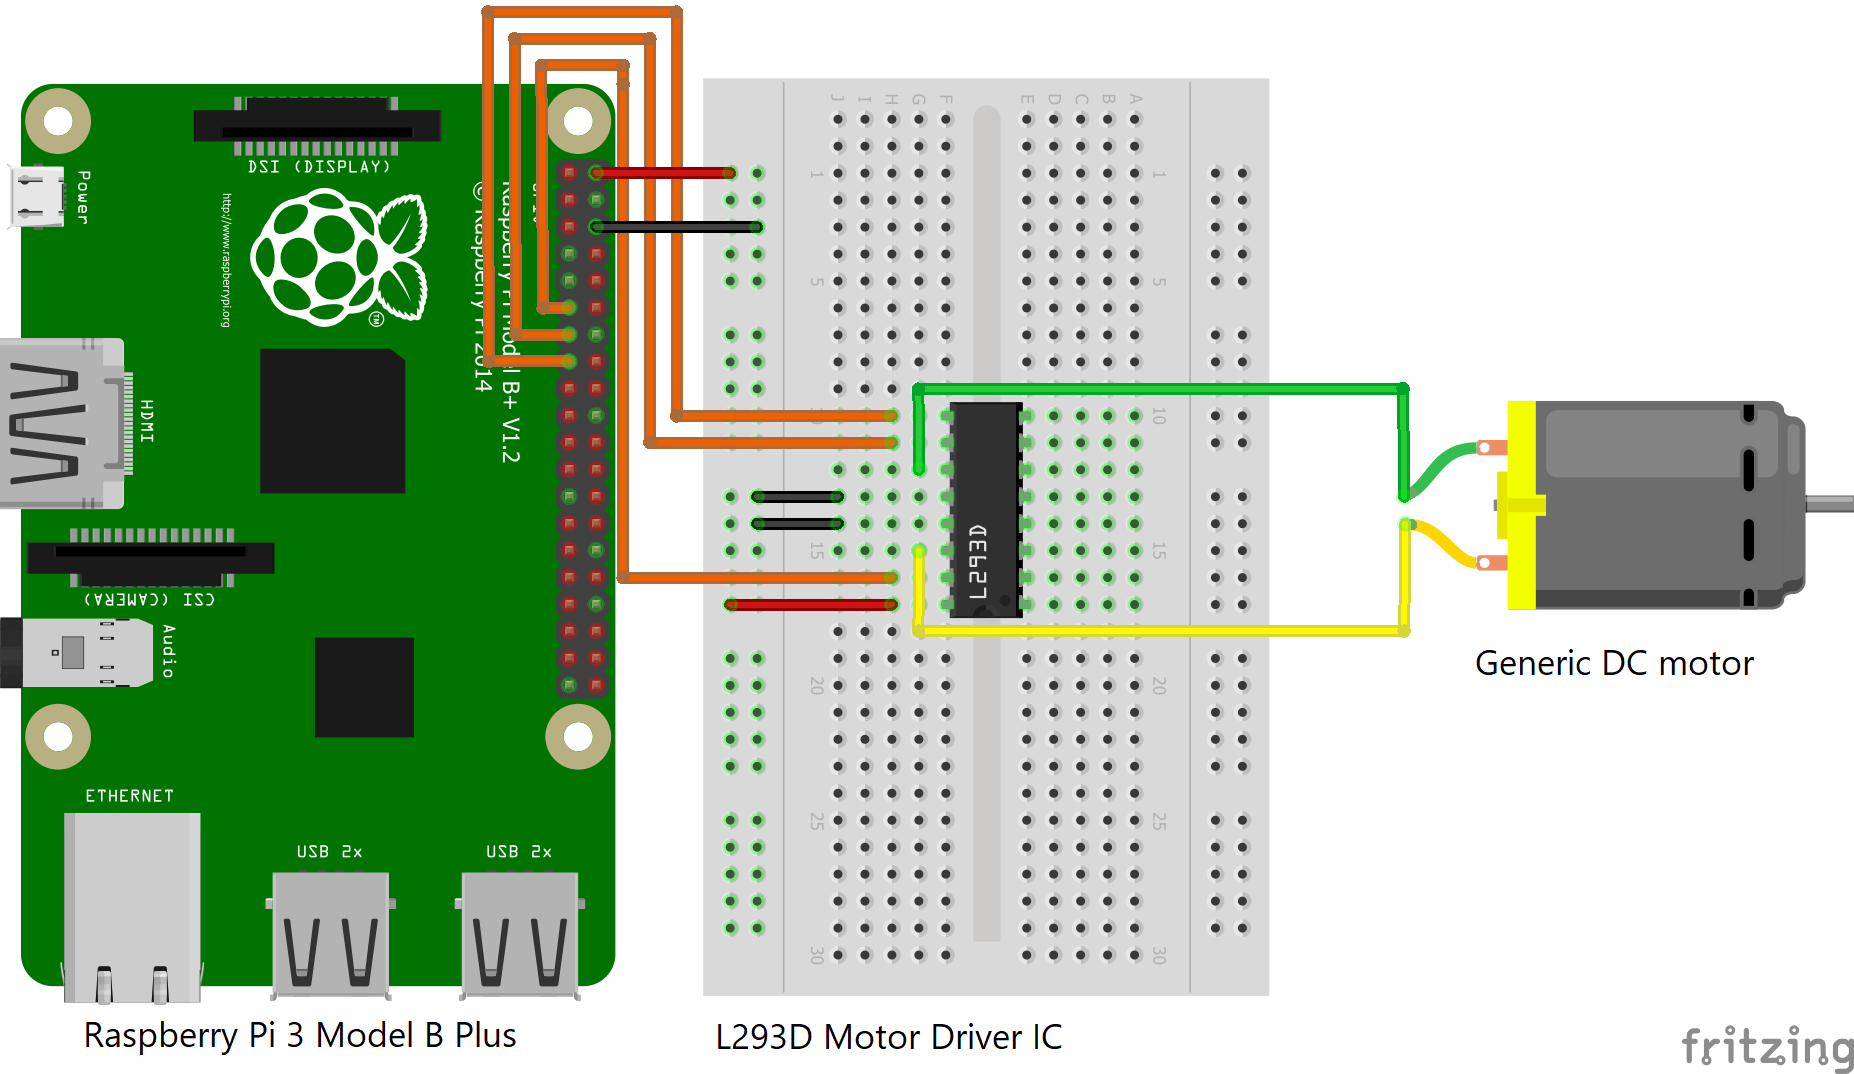 DSI (DISPLAY)
Power
http://www.raspberrypi.org
TM
© Raspberry Pi 2014
Raspberry Pi Model B+ V1.2
HDMI
CSI (CAMERA)
Audio
ETHERNET
USB 2x
USB 2x
J I H G F
E D C B A
1
1
5
5
10
15
15
20
20
25
25
30
30
L293D
Generic DC motor
Raspberry Pi 3 Model B Plus
L293D Motor Driver IC
fritzing